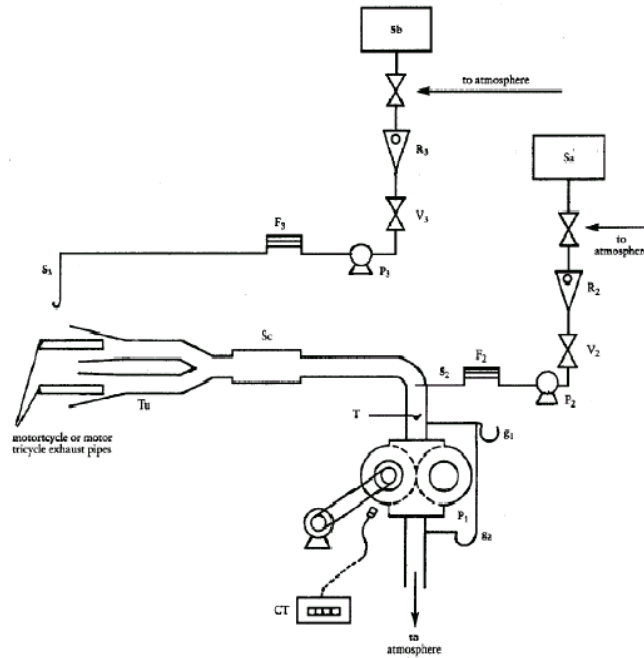 Sb
to atmosphere
R3
Sa
V3
F3
to
atmosphere
P3
S3
R2
Sc
V2
S2
F2
P2
Tu
T
motortcycle or motor
tricycle exhaust pipes
g1
P1
g2
CT
to
atmosphere